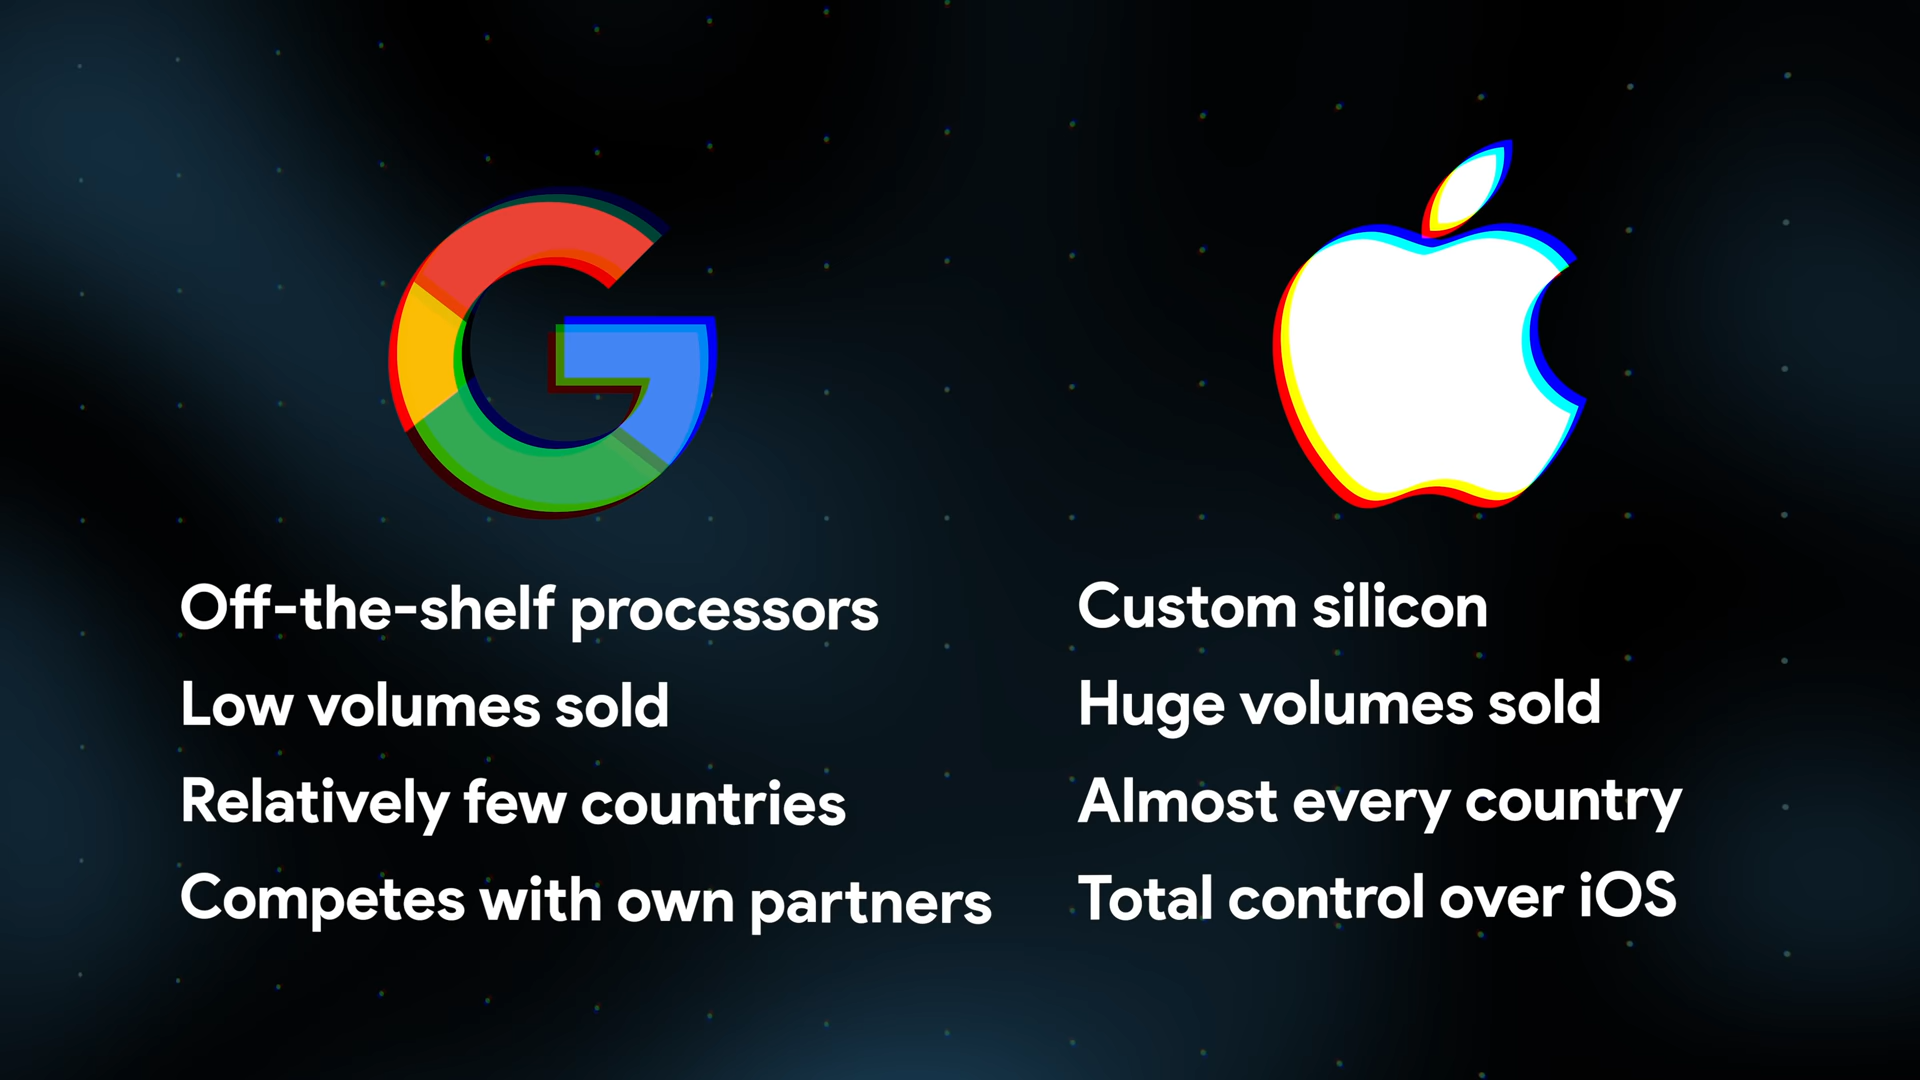 Off-the-shelf processors
Low volumes sold
Relatively few countries
Competes with own partners
Custom silicon
Huge volumes sold
Almost every country
Total control over iOS